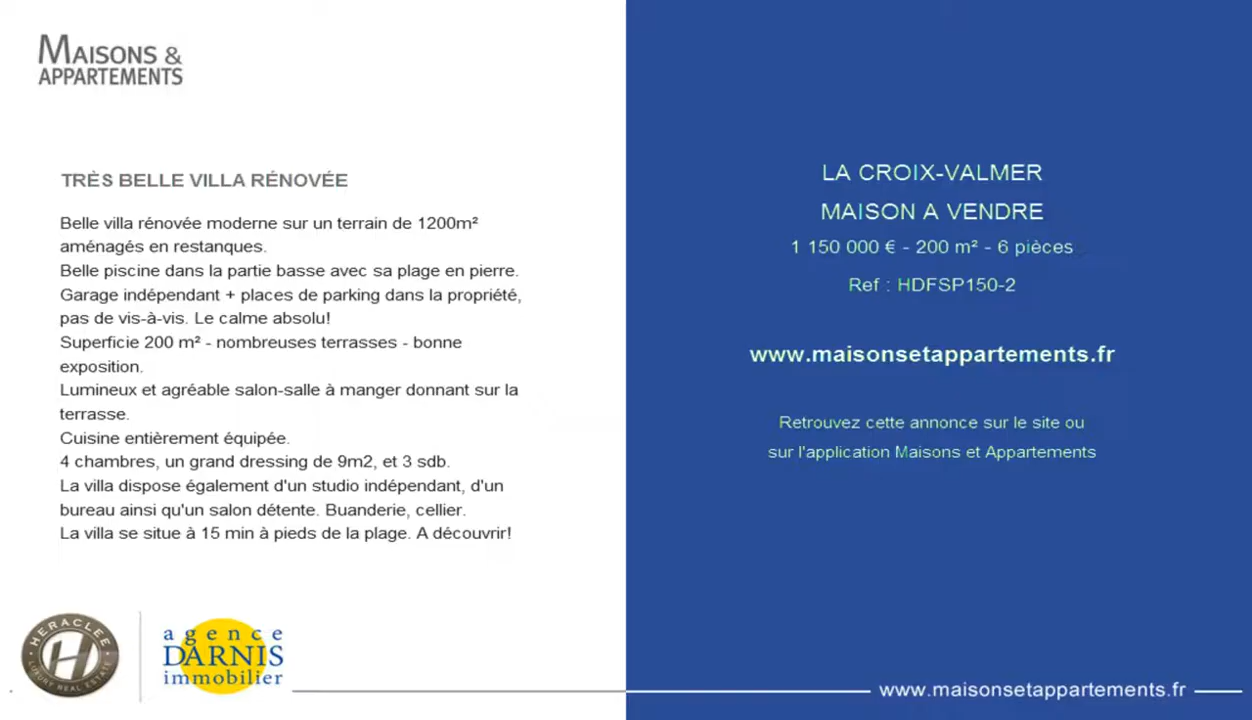 MAISONS &
APPARTEMENTS
TRÈS BELLE VILLA RÉNOVÉE
Belle villa rénovée moderne sur un terrain de 1200m²
aménagés en restanques.
Belle piscine dans la partie basse avec sa plage en pierre.
Garage indépendant + places de parking dans la propriété,
pas de vis-à-vis. Le calme absolu!
Superficie 200 m² - nombreuses terrasses - bonne
exposition.
Lumineux et agréable salon-salle à manger donnant sur la
terrasse.
Cuisine entièrement équipée.
4 chambres, un grand dressing de 9m2, et 3 sdb.
La villa dispose également d'un studio indépendant, d'un
bureau ainsi qu'un salon détente. Buanderie, cellier.
La villa se situe à 15 min à pieds de la plage. A découvrir!
HERACLEE
H
LUXURY REAL ESTATE
agence
DARNIS
immobilier
LA CROIX-VALMER
MAISON A VENDRE
1 150 000 € - 200 m² - 6 pièces
Ref : HDFSP150-2
www.maisonsetappartements.fr
Retrouvez cette annonce sur le site ou
sur l'application Maisons et Appartements
www.maisonsetappartements.fr